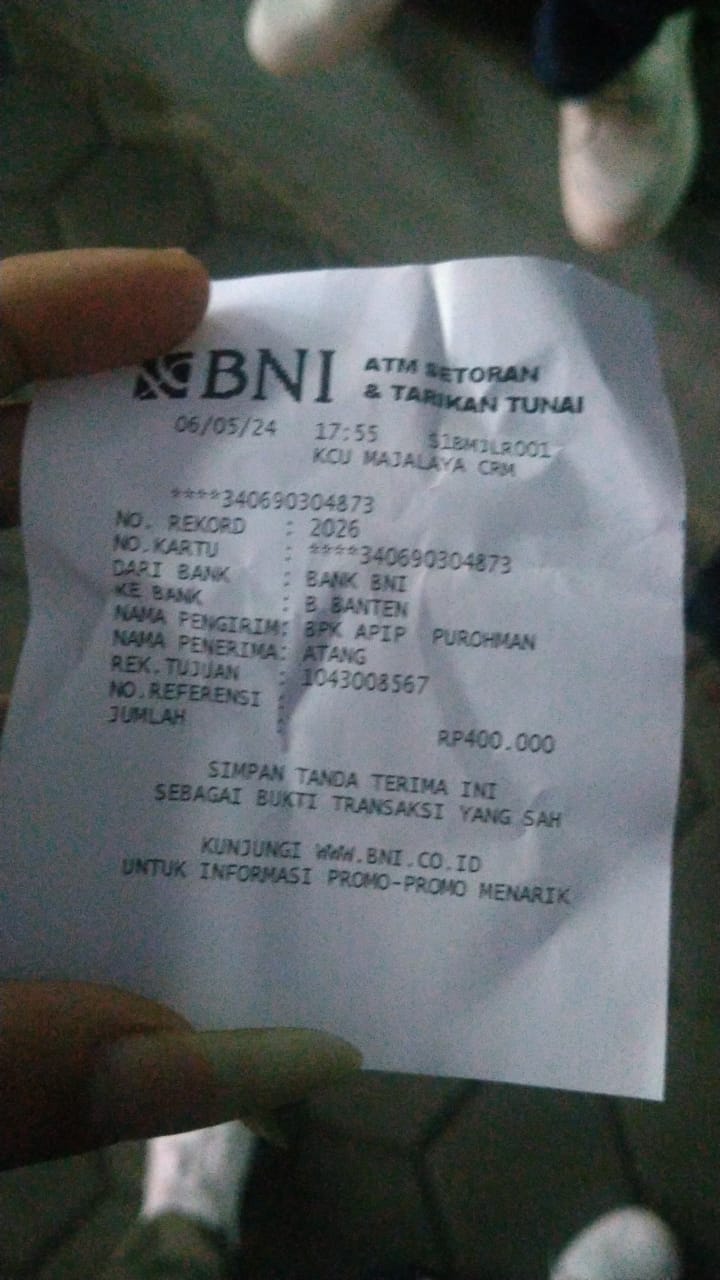 BNI ATM SETORAN
& TARIKAN TUNAI
06/05/24 17:55 S1BMJLR001
KCU MAJALAYA CRM
****340690304873
NO. REKORD : 2026
NO.KARTU : ****340690304873
DARI BANK : BANK BNI
KE BANK : B.BANTEN
NAMA PENGIRIM: BPK APIP PUROHMAN
NAMA PENERIMA: ATANG
REK.TUJUAN : 1043008567
NO.REFERENSI :
JUMLAH : RP400.000
SIMPAN TANDA TERIMA INI
SEBAGAI BUKTI TRANSAKSI YANG SAH
KUNJUNGI WWW.BNI.CO.ID
UNTUK INFORMASI PROMO-PROMO MENARIK